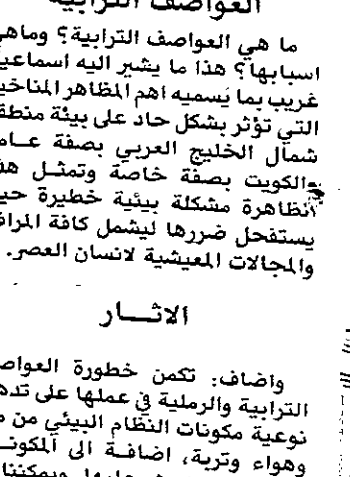 العواصف الترابية
ما هي العواصف الترابية؟ وماهي
اسبابها؟ هذا ما يشير اليه اسماعيل
غريب بما يسميه اهم المظاهر المناخية
التي تؤثر بشكل حاد على بيئة منطقة
شمال الخليج العربي بصفة عامة
والكويت بصفة خاصة وتمثل هذه
الظاهرة مشكلة بيئية خطيرة حيث
يستفحل ضررها ليشمل كافة المرافق
والمجالات المعيشية لانسان العصر.
الاثــــار
واضاف: تكمن خطورة العواصف
الترابية والرملية في عملها على تدهور
نوعية مكونات النظام البيئي من
وهواء وتربة، اضافة الى المكونات